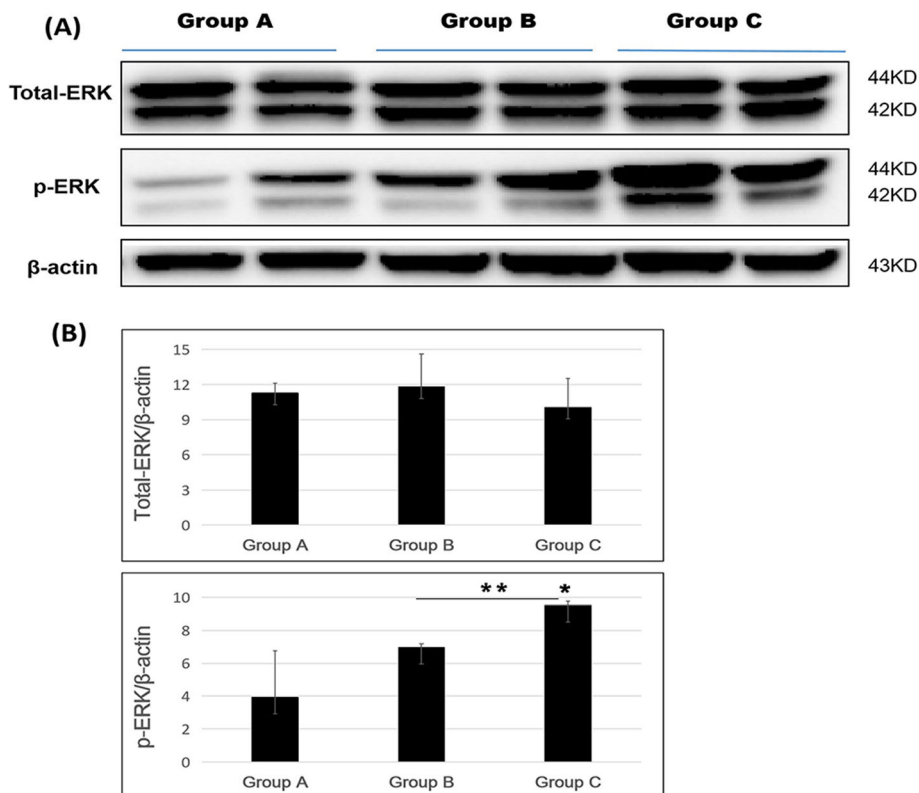 (A)
Group A
Group B
Group C
Total-ERK
44KD
42KD
p-ERK
44KD
42KD
β-actin
43KD
(B)
Total-ERK/β-actin
15
12
9
6
3
0
Group A
Group B
Group C
p-ERK/β-actin
10
8
6
4
2
0
**
*
Group A
Group B
Group C